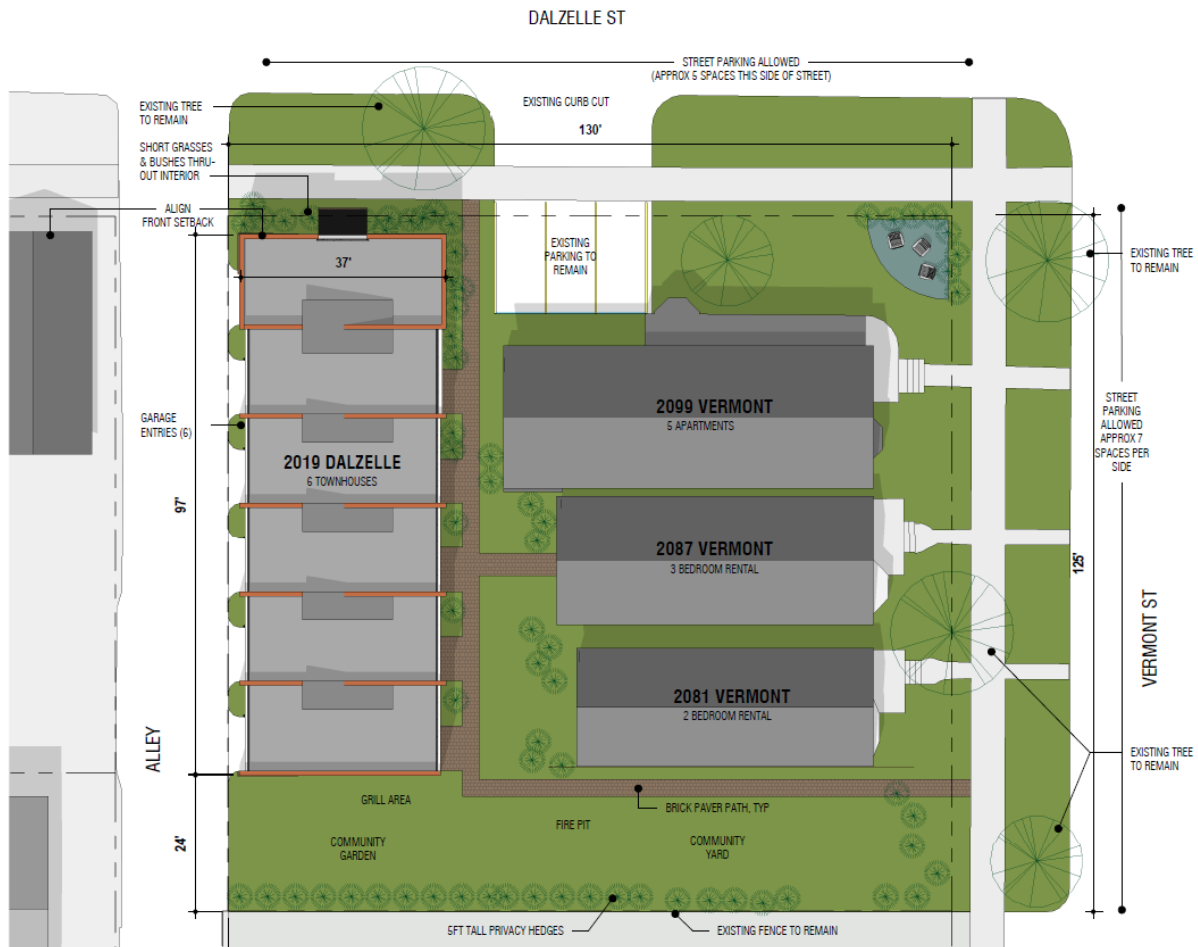 DALZELLE ST
STREET PARKING ALLOWED
(APPROX 5 SPACES THIS SIDE OF STREET)
EXISTING TREE
TO REMAIN
EXISTING CURB CUT
130'
SHORT GRASSES
& BUSHES THRU-
OUT INTERIOR
ALIGN
FRONT SETBACK
37'
EXISTING
PARKING TO
REMAIN
EXISTING TREE
TO REMAIN
STREET
PARKING
ALLOWED
APPROX 7
SPACES PER
SIDE
2099 VERMONT
5 APARTMENTS
GARAGE
ENTRIES (6)
2019 DALZELLE
6 TOWNHOUSES
97'
2087 VERMONT
3 BEDROOM RENTAL
125'
VERMONT ST
2081 VERMONT
2 BEDROOM RENTAL
ALLEY
EXISTING TREE
TO REMAIN
GRILL AREA
BRICK PAVER PATH, TYP
FIRE PIT
24'
COMMUNITY
GARDEN
COMMUNITY
YARD
5FT TALL PRIVACY HEDGES
EXISTING FENCE TO REMAIN